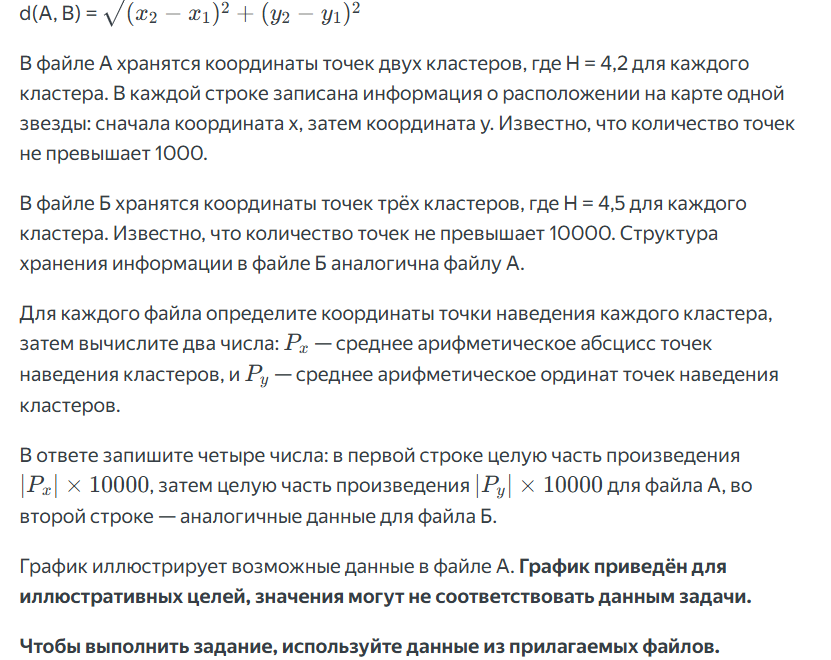 d(A, B) = √(x₂ − x₁)² + (y₂ − y₁)²
В файле А хранятся координаты точек двух кластеров, где H = 4,2 для каждого
кластера. В каждой строке записана информация о расположении на карте одной
звезды: сначала координата x, затем координата y. Известно, что количество точек
не превышает 1000.
В файле Б хранятся координаты точек трёх кластеров, где H = 4,5 для каждого
кластера. Известно, что количество точек не превышает 10000. Структура
хранения информации в файле Б аналогична файлу А.
Для каждого файла определите координаты точки наведения каждого кластера,
затем вычислите два числа: Pₓ — среднее арифметическое абсцисс точек
наведения кластеров, и P_y — среднее арифметическое ординат точек наведения
кластеров.
В ответе запишите четыре числа: в первой строке целую часть произведения
|Pₓ| × 10000, затем целую часть произведения |P_y| × 10000 для файла А, во
второй строке — аналогичные данные для файла Б.
График иллюстрирует возможные данные в файле А. График приведён для
иллюстративных целей, значения могут не соответствовать данным задачи.
Чтобы выполнить задание, используйте данные из прилагаемых файлов.